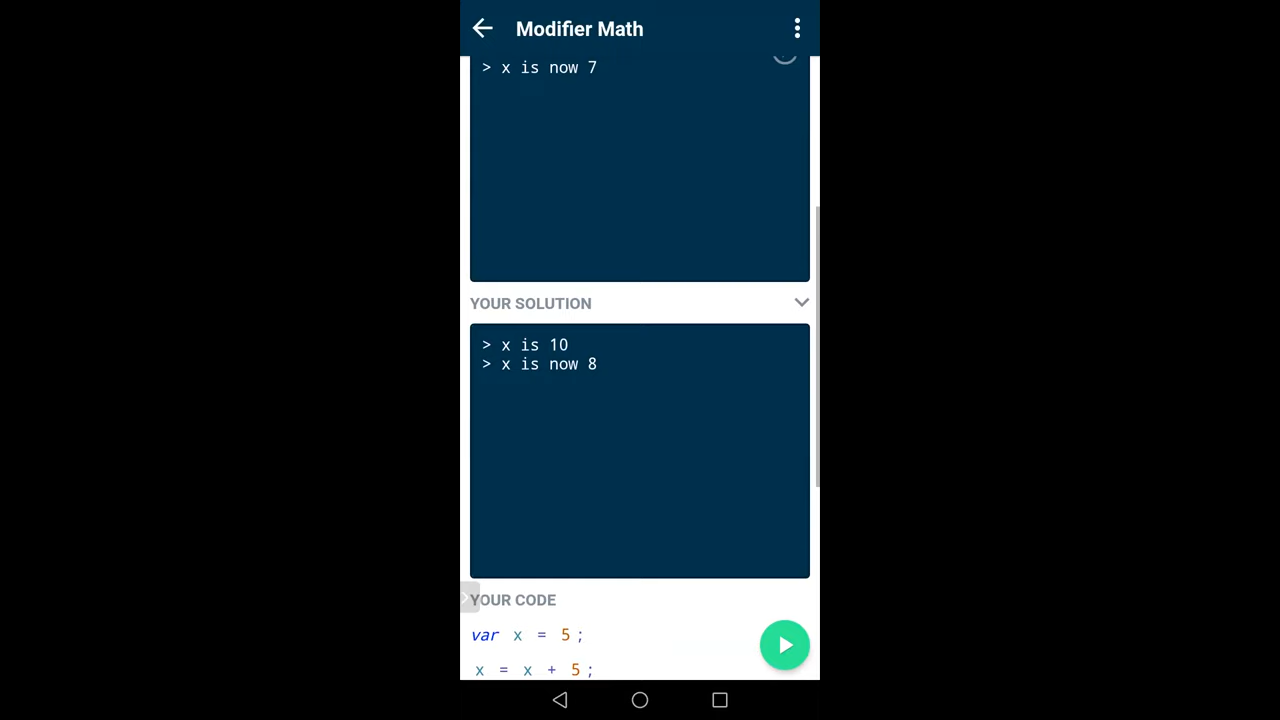 Modifier Math
> x is now 7
YOUR SOLUTION
> x is 10
> x is now 8
YOUR CODE
var x = 5 ;
x = x + 5 ;